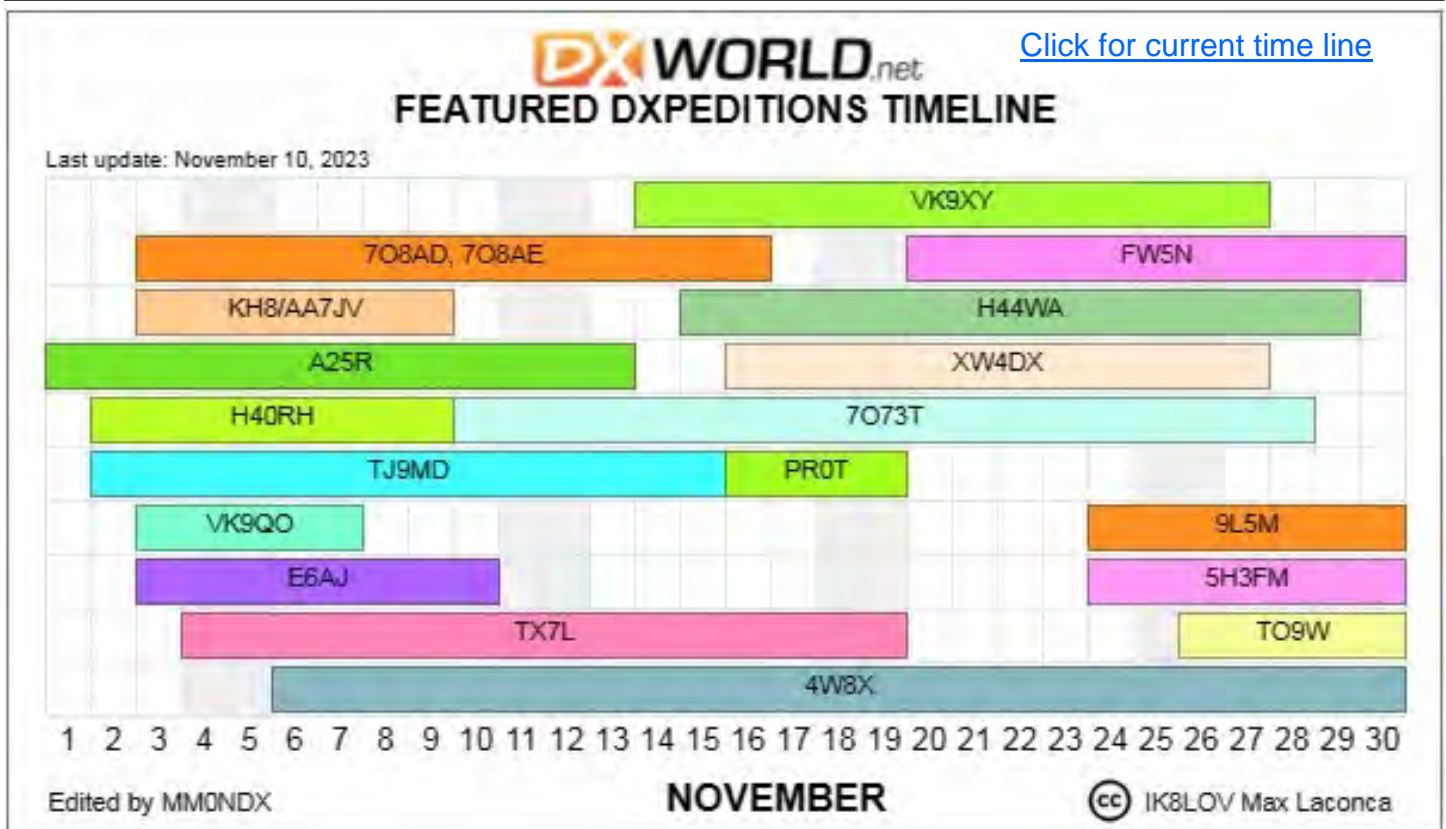 DX WORLD.net
Click for current time line
FEATURED DXPEDITIONS TIMELINE
Last update: November 10, 2023
VK9XY
7O8AD, 7O8AE
FW5N
KH8/AA7JV
H44WA
A25R
XW4DX
H40RH
7O73T
TJ9MD
PR0T
VK9QO
9L5M
E6AJ
5H3FM
TX7L
TO9W
4W8X
1 2 3 4 5 6 7 8 9 10 11 12 13 14 15 16 17 18 19 20 21 22 23 24 25 26 27 28 29 30
Edited by MM0NDX
NOVEMBER
cc IK8LOV Max Laconca